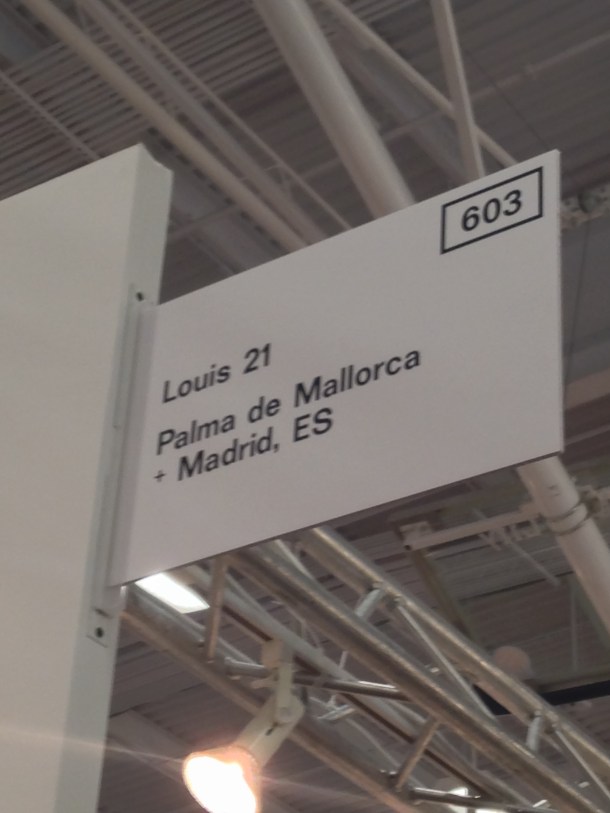 603
Louis 21
Palma de Mallorca
+ Madrid, ES